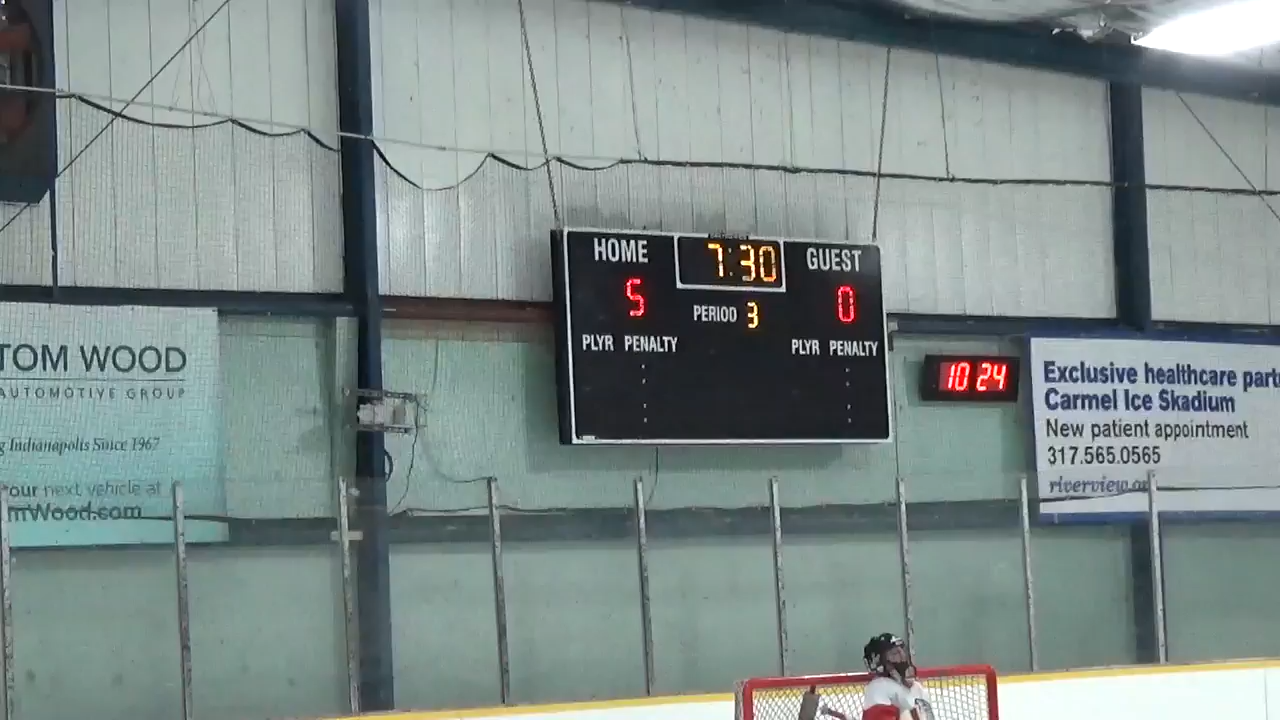 HOME 7:30 GUEST
5 PERIOD 3 0
PLYR PENALTY PLYR PENALTY
10 24
TOM WOOD
AUTOMOTIVE GROUP
Indianapolis Since 1967
your next vehicle at
mWood.com
Exclusive healthcare part
Carmel Ice Skadium
New patient appointment
317.565.0565
riverview.o